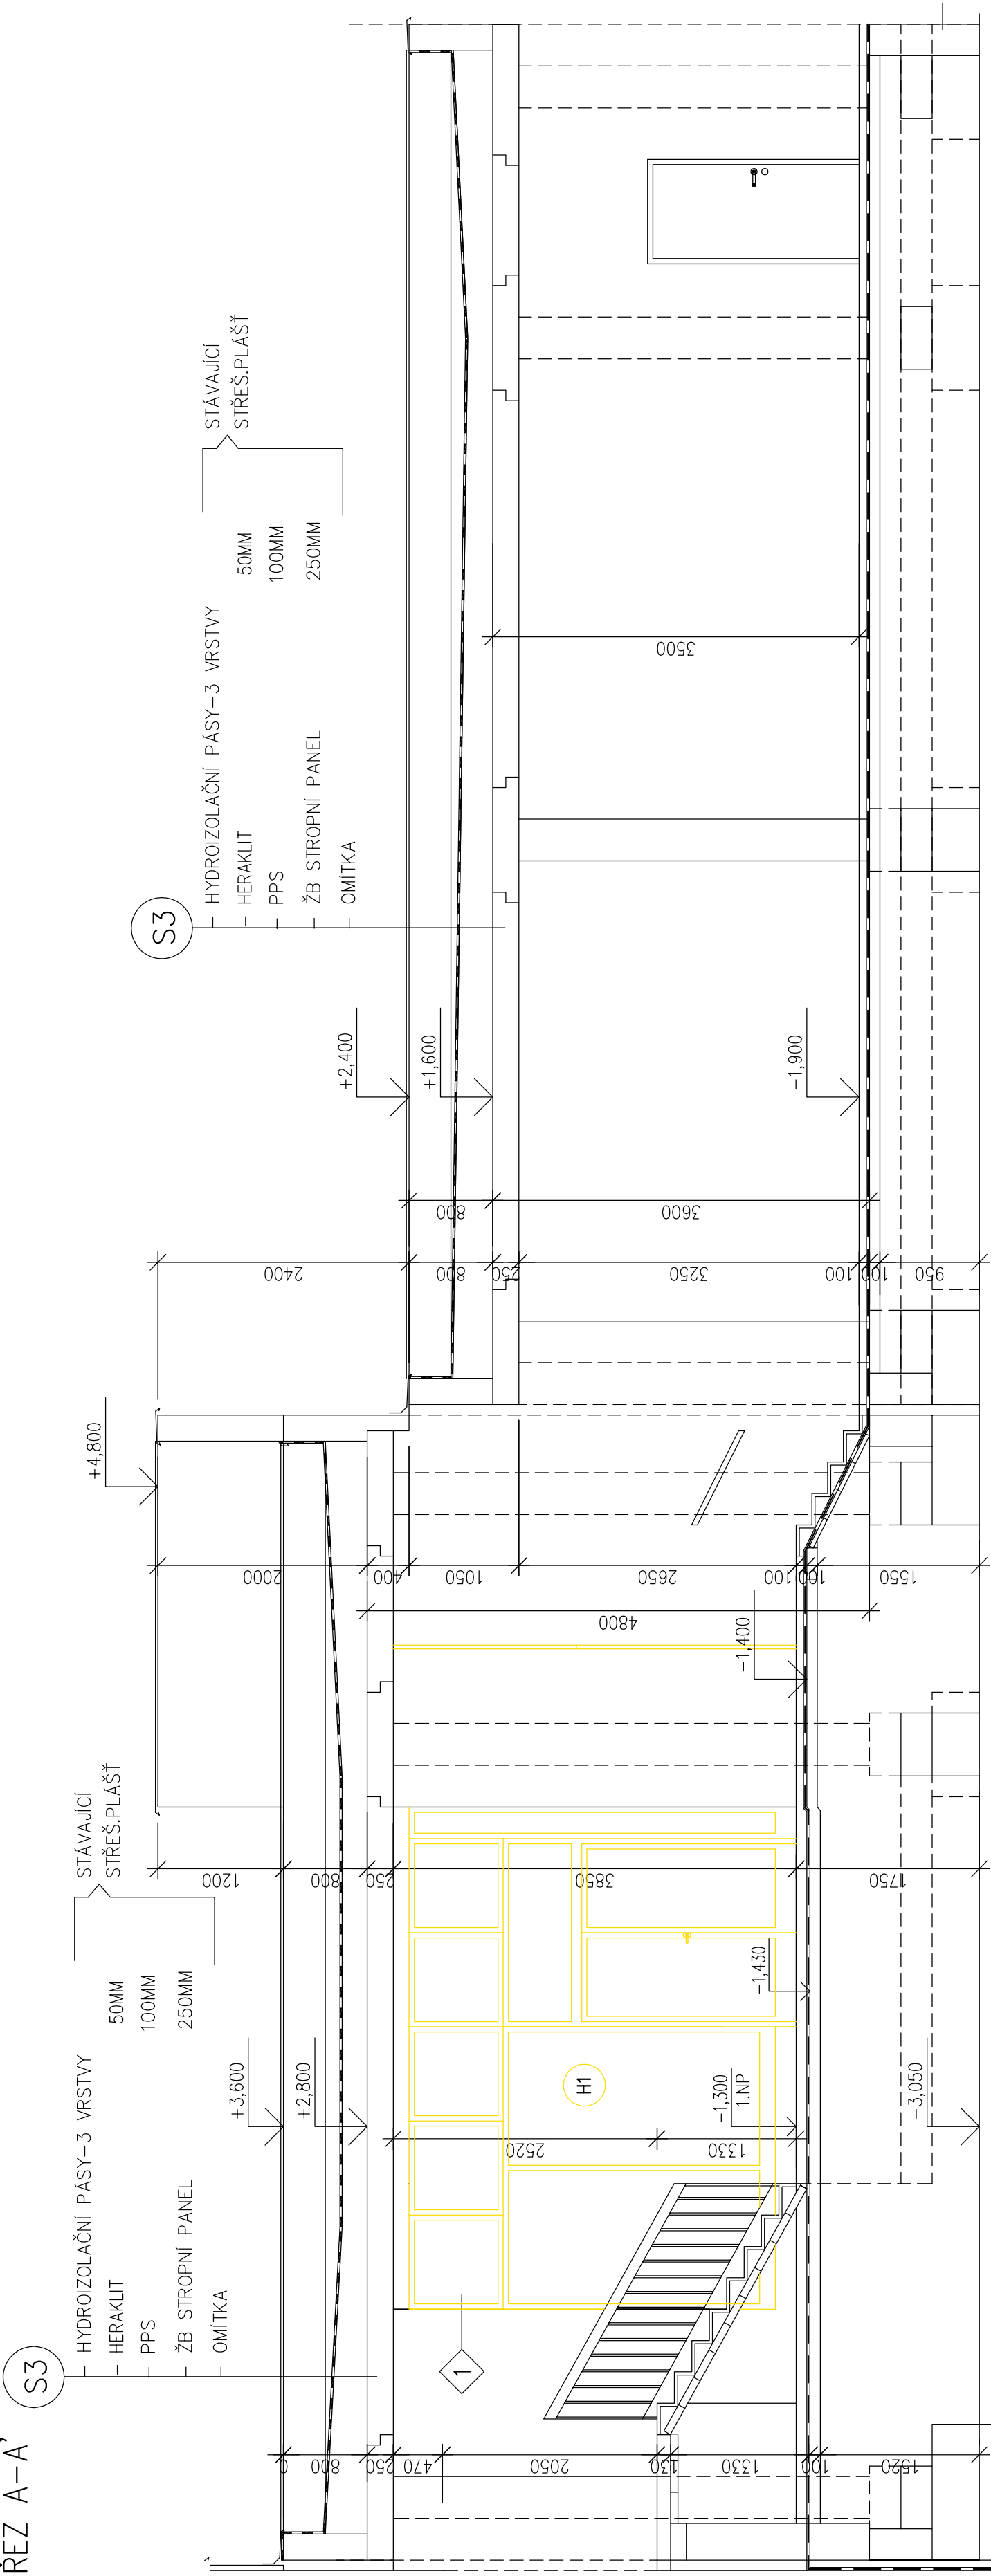 ŘEZ A-A'
S3
HYDROIZOLAČNÍ PÁSY-3 VRSTVY
HERAKLIT 50MM
PPS 100MM
ŽB STROPNÍ PANEL 250MM
OMÍTKA
STÁVAJÍCÍ
STŘEŠ.PLÁŠŤ
S3
HYDROIZOLAČNÍ PÁSY-3 VRSTVY
HERAKLIT 50MM
PPS 100MM
ŽB STROPNÍ PANEL 250MM
OMÍTKA
STÁVAJÍCÍ
STŘEŠ.PLÁŠŤ
+4,800
+3,600
+2,800
+2,400
+1,600
-1,900
-1,400
-1,430
-1,300
1.NP
-3,050
1
H1
0
800
250
470
2050
130
1330
100
1520
2520
1330
1200
800
250
3850
1750
4800
2000
400
1050
2650
100
100
1550
2400
800
250
3250
100
100
950
800
3600
3500